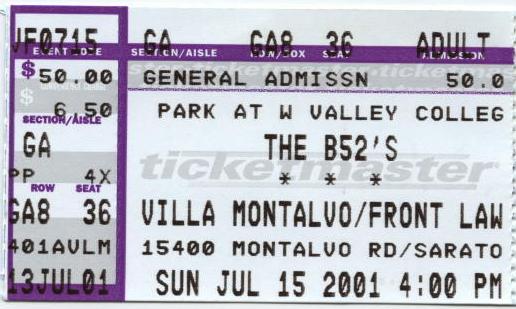 VF0715 GA GA8 36 ADULT
EVENT CODE SECTION/AISLE ROW/BOX SEAT ADMISSION
$ 50.00 GENERAL ADMISSN 50.0
$ 6.50 PARK AT W VALLEY COLLEG
SECTION/AISLE
GA THE B52'S
ticketmaster
PP 4X * * *
ROW SEAT
GA8 36 VILLA MONTALVO/FRONT LAW
401AVLM 15400 MONTALVO RD/SARATO
13JUL01 SUN JUL 15 2001 4:00 PM